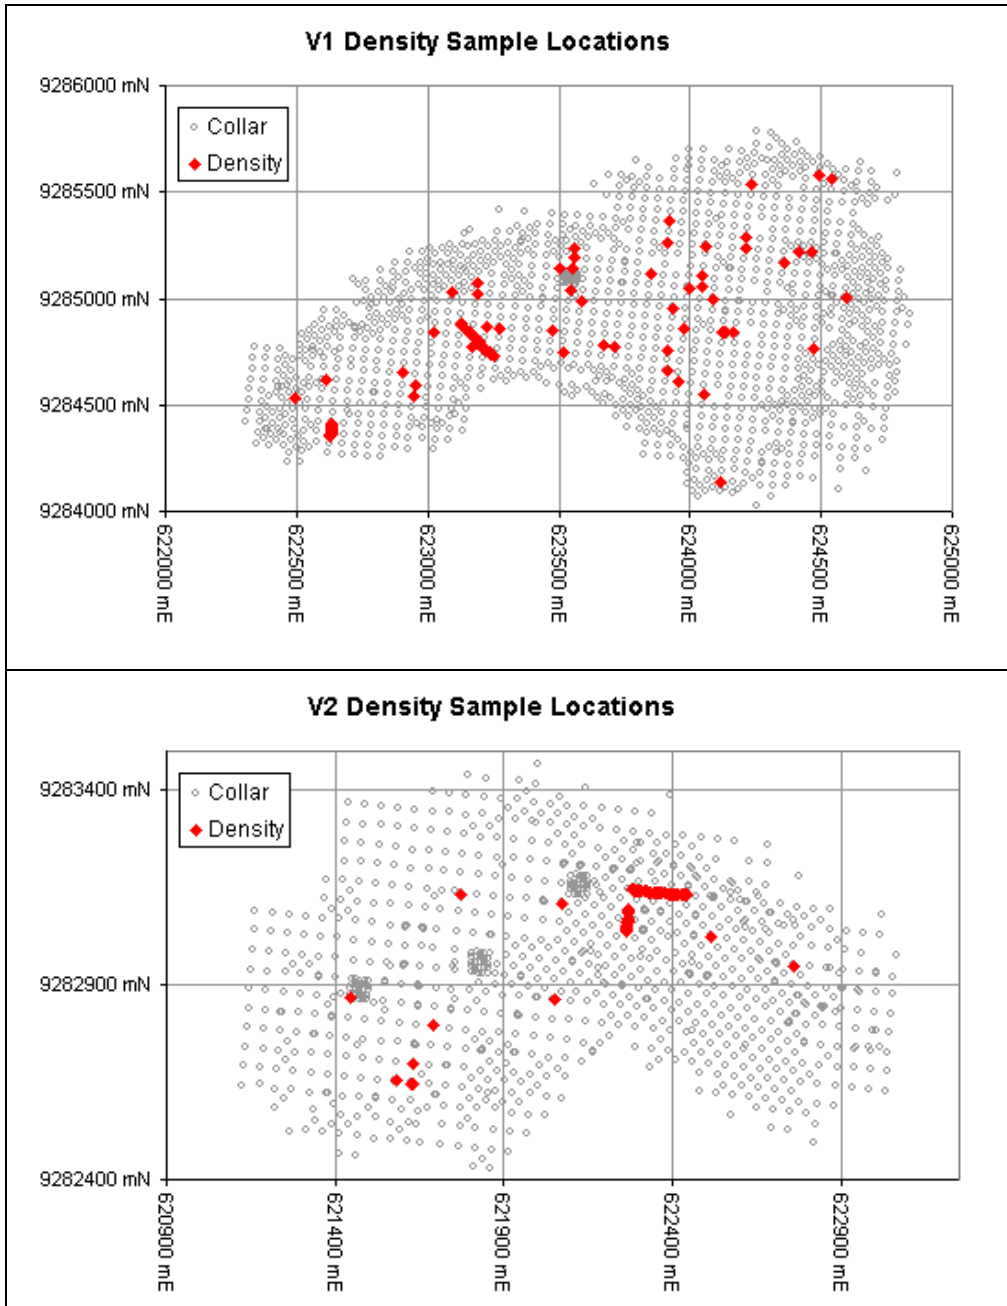 V1 Density Sample Locations
9286000 mN
Collar
Density
9285500 mN
9285000 mN
9284500 mN
9284000 mN
622000 mE
622500 mE
623000 mE
623500 mE
624000 mE
624500 mE
625000 mE
V2 Density Sample Locations
9283400 mN
Collar
Density
9282900 mN
9282400 mN
620900 mE
621400 mE
621900 mE
622400 mE
622900 mE